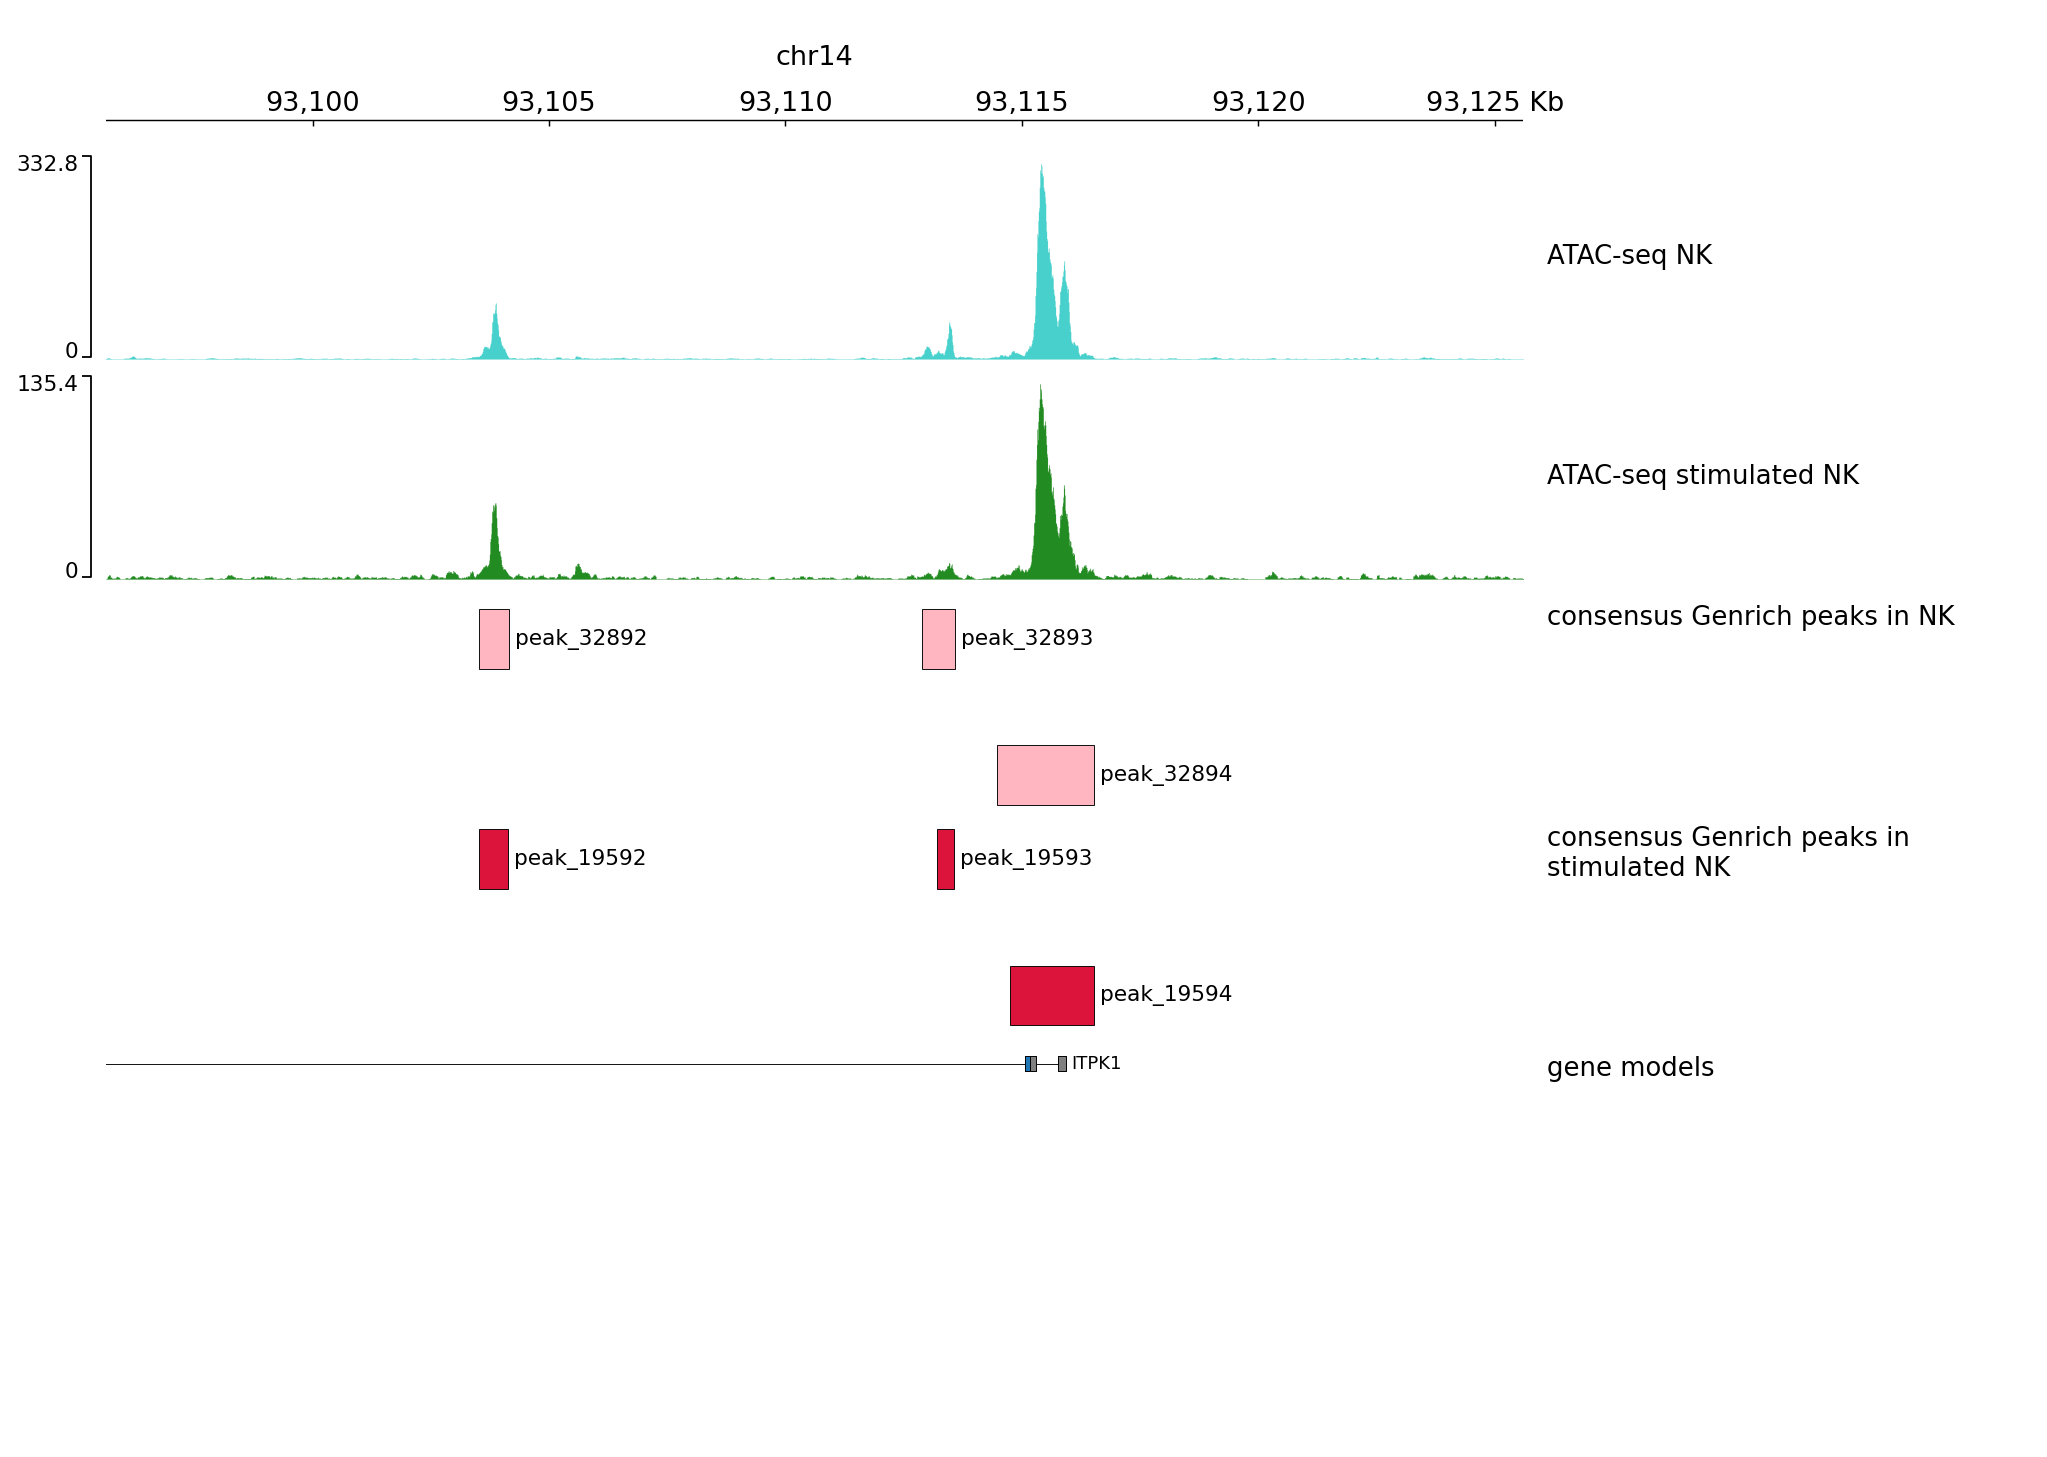 chr14
93,100 93,105 93,110 93,115 93,120 93,125 Kb
332.8
ATAC-seq NK
0
135.4
ATAC-seq stimulated NK
0
consensus Genrich peaks in NK
peak_32892 peak_32893
peak_32894
consensus Genrich peaks in
stimulated NK
peak_19592 peak_19593
peak_19594
ITPK1
gene models